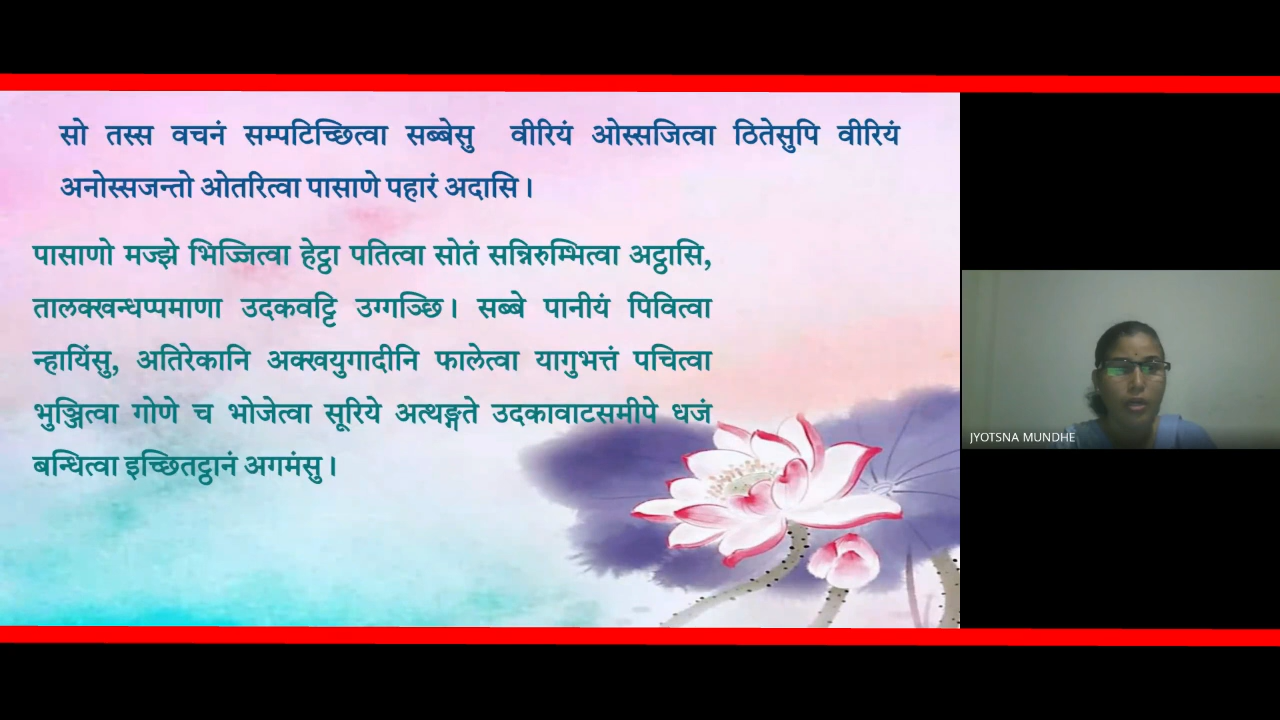 सो तस्स वचनं सम्पटिच्छित्वा सब्बेसु वीरियं ओस्सजित्वा ठितेसुपि वीरियं
अनोस्सजन्तो ओतरित्वा पासाणे पहारं अदासि।
पासाणो मज्झे भिज्जित्वा हेट्ठा पतित्वा सोतं सन्निरुम्भित्वा अट्ठासि,
तालक्खन्धप्पमाणा उदकवट्टि उग्गञ्छि। सब्बे पानीयं पिवित्वा
न्हायिंसु, अतिरेकानि अक्खयुगादीनि फालेत्वा यागुभत्तं पचित्वा
भुञ्जित्वा गोणे च भोजेत्वा सूरिये अत्थङ्गते उदकावाटसमीपे धजं
बन्धित्वा इच्छितट्ठानं अगमंसु।
JYOTSNA MUNDHE